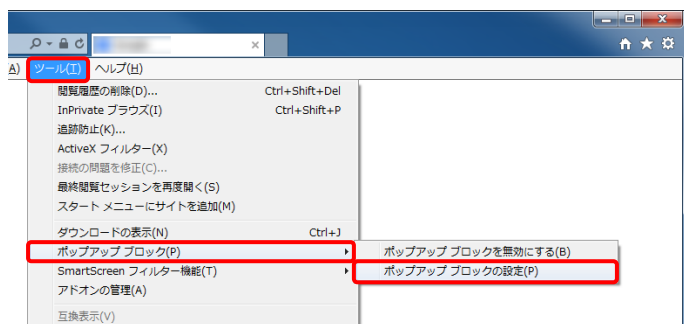 A) ツール(T) ヘルプ(H)
閲覧履歴の削除(D)... Ctrl+Shift+Del
InPrivate ブラウズ(I) Ctrl+Shift+P
追跡防止(K)...
ActiveX フィルター(X)
接続の問題を修正(C)...
最終閲覧セッションを再度開く(S)
スタート メニューにサイトを追加(M)
ダウンロードの表示(N) Ctrl+J
ポップアップ ブロック(P) ポップアップ ブロックを無効にする(B)
SmartScreen フィルター機能(T) ポップアップ ブロックの設定(P)
アドオンの管理(A)
互換表示(V)